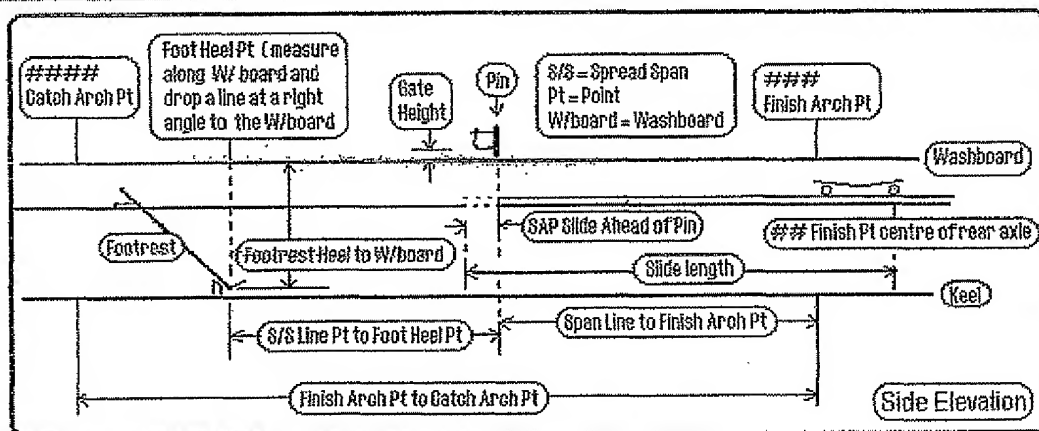 ####
Catch Arch Pt
Foot Heel Pt (measure
along W/board and
drop a line at a right
angle to the W/board
Gate
Height
Pin
S/S = Spread Span
Pt = Point
W/board = Washboard
###
Finish Arch Pt
Washboard
Footrest
Footrest Heel to W/board
SAP Slide Ahead of Pin
## Finish Pt centre of rear axle
Slide length
Keel
S/S Line Pt to Foot Heel Pt
Span Line to Finish Arch Pt
Finish Arch Pt to Catch Arch Pt
Side Elevation